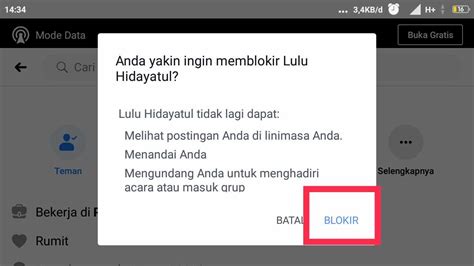 14:34
... 3,4KB/d H+ 36
Mode Data
Buka Gratis
Cari
Anda yakin ingin memblokir Lulu
Hidayatul?
Lulu Hidayatul tidak lagi dapat:
Melihat postingan Anda di linimasa Anda.
Menandai Anda
Mengundang Anda untuk menghadiri
acara atau masuk grup
Teman
Selengkapnya
BATAL
BLOKIR
Bekerja di
Rumit